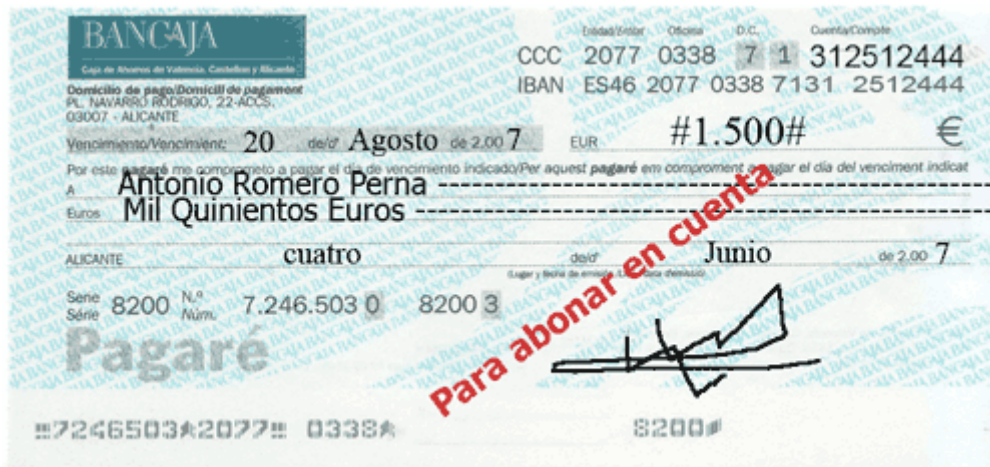 BANCAJA
Caja de Ahorros de Valencia, Castellon y Alicante
Domicilio de pago/Domicili de pagament
PL. NAVARRO RODRIGO, 22-ACCS.
03007 - ALICANTE
Entidad/Entitat Oficina D.C. Cuenta/Compte
CCC 2077 0338 7 1 312512444
IBAN ES46 2077 0338 7131 2512444
Vencimiento/Venciment: 20 de/d' Agosto de 2.00 7 EUR #1.500# €
Por este pagaré me comprometo a pagar el día de vencimiento indicado/Per aquest pagaré em compromet a pagar el día del venciment indicat
A Antonio Romero Perna
Euros Mil Quinientos Euros
ALICANTE cuatro de/d' Junio de 2.00 7
Para abonar en cuenta
Serie N.º
Sèrie 8200 Núm. 7.246.503 0 8200 3
Pagaré
7246503 2077 0338 8200